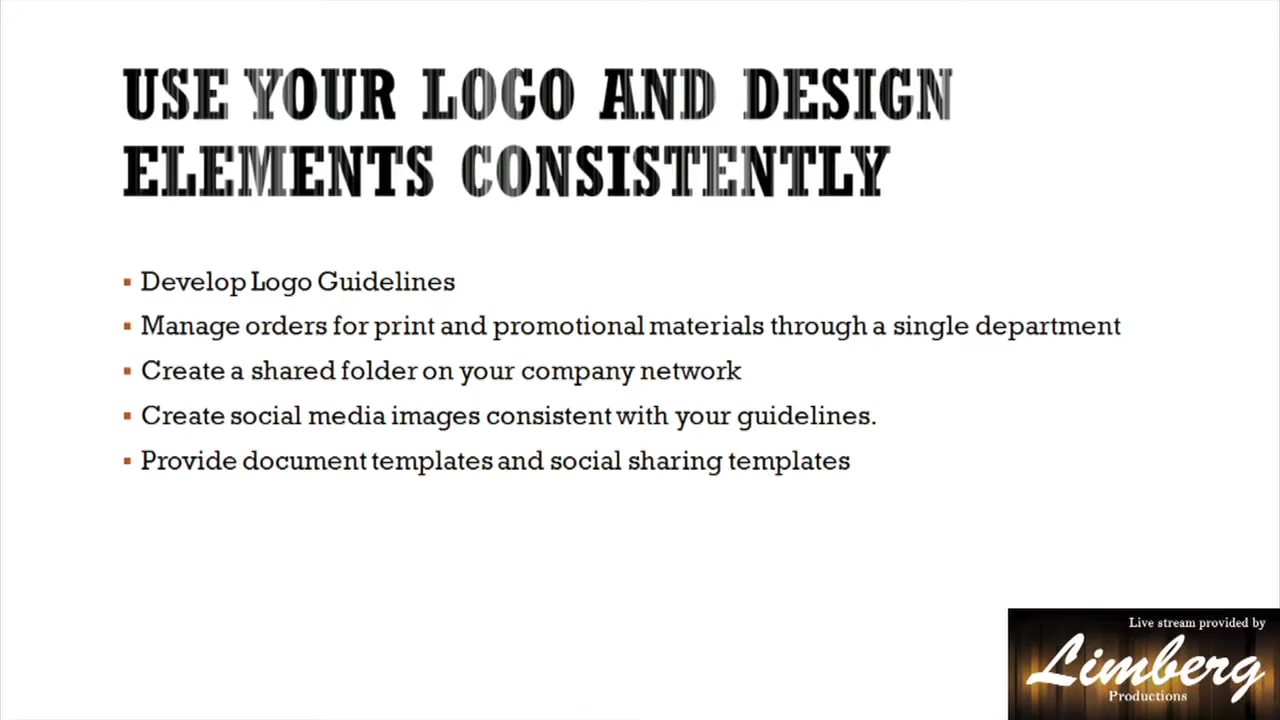 USE YOUR LOGO AND DESIGN
ELEMENTS CONSISTENTLY
▪ Develop Logo Guidelines
▪ Manage orders for print and promotional materials through a single department
▪ Create a shared folder on your company network
▪ Create social media images consistent with your guidelines.
▪ Provide document templates and social sharing templates
Live stream provided by
Limberg
Productions